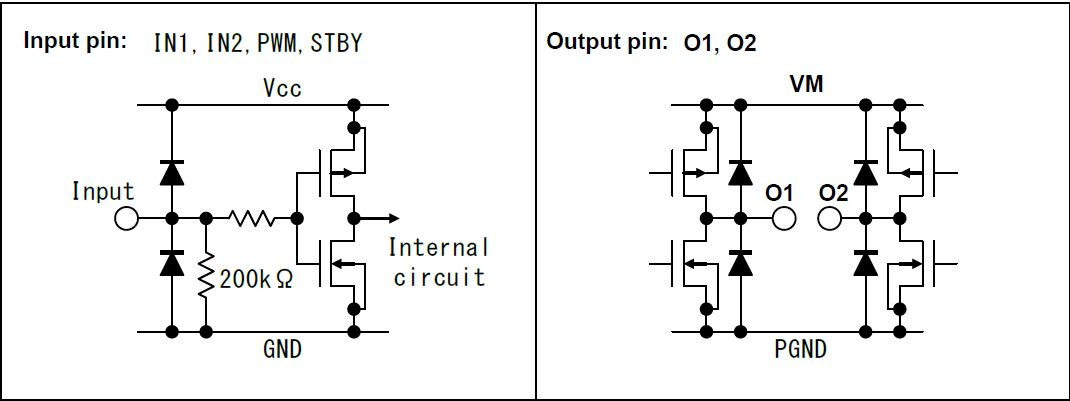 Input pin: IN1, IN2, PWM, STBY
Vcc
Input
200kΩ
Internal
circuit
GND
Output pin: O1, O2
VM
O1 O2
PGND